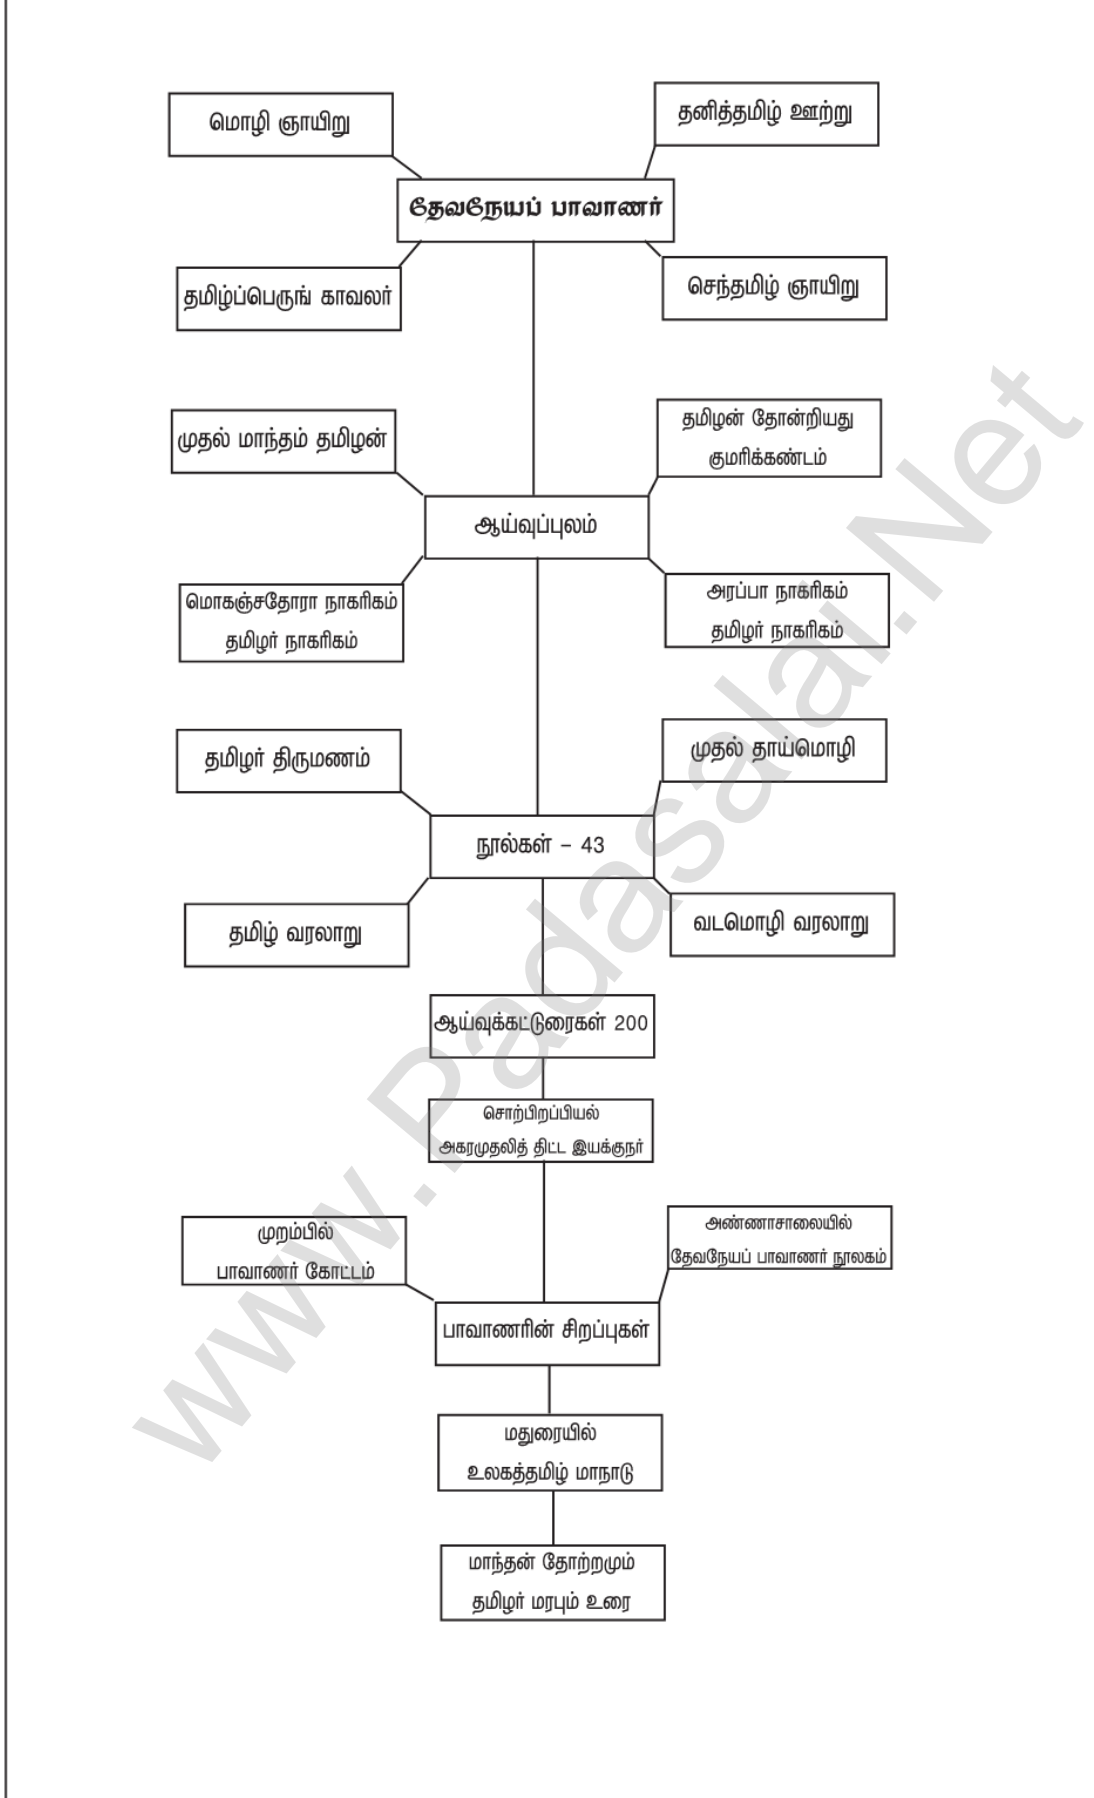 மொழி ஞாயிறு
தனித்தமிழ் ஊற்று
தேவநேயப் பாவாணர்
தமிழ்ப்பெருங் காவலர்
செந்தமிழ் ஞாயிறு
முதல் மாந்தம் தமிழன்
தமிழன் தோன்றியது
குமரிக்கண்டம்
ஆய்வுப்புலம்
மொகஞ்சதோரா நாகரிகம்
தமிழர் நாகரிகம்
அரப்பா நாகரிகம்
தமிழர் நாகரிகம்
தமிழர் திருமணம்
முதல் தாய்மொழி
நூல்கள் – 43
தமிழ் வரலாறு
வடமொழி வரலாறு
ஆய்வுக்கட்டுரைகள் 200
சொற்பிறப்பியல்
அகரமுதலித் திட்ட இயக்குநர்
முறம்பில்
பாவாணர் கோட்டம்
அண்ணாசாலையில்
தேவநேயப் பாவாணர் நூலகம்
பாவாணரின் சிறப்புகள்
மதுரையில்
உலகத்தமிழ் மாநாடு
மாந்தன் தோற்றமும்
தமிழர் மரபும் உரை
www.Padasalai.Net